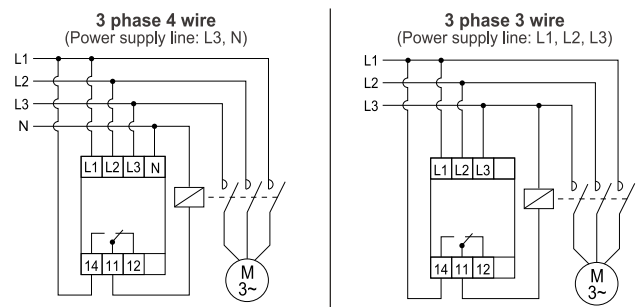 3 phase 4 wire
(Power supply line: L3, N)
L1
L2
L3
N
L1 L2 L3 N
14 11 12
M
3~
3 phase 3 wire
(Power supply line: L1, L2, L3)
L1
L2
L3
L1 L2 L3
14 11 12
M
3~